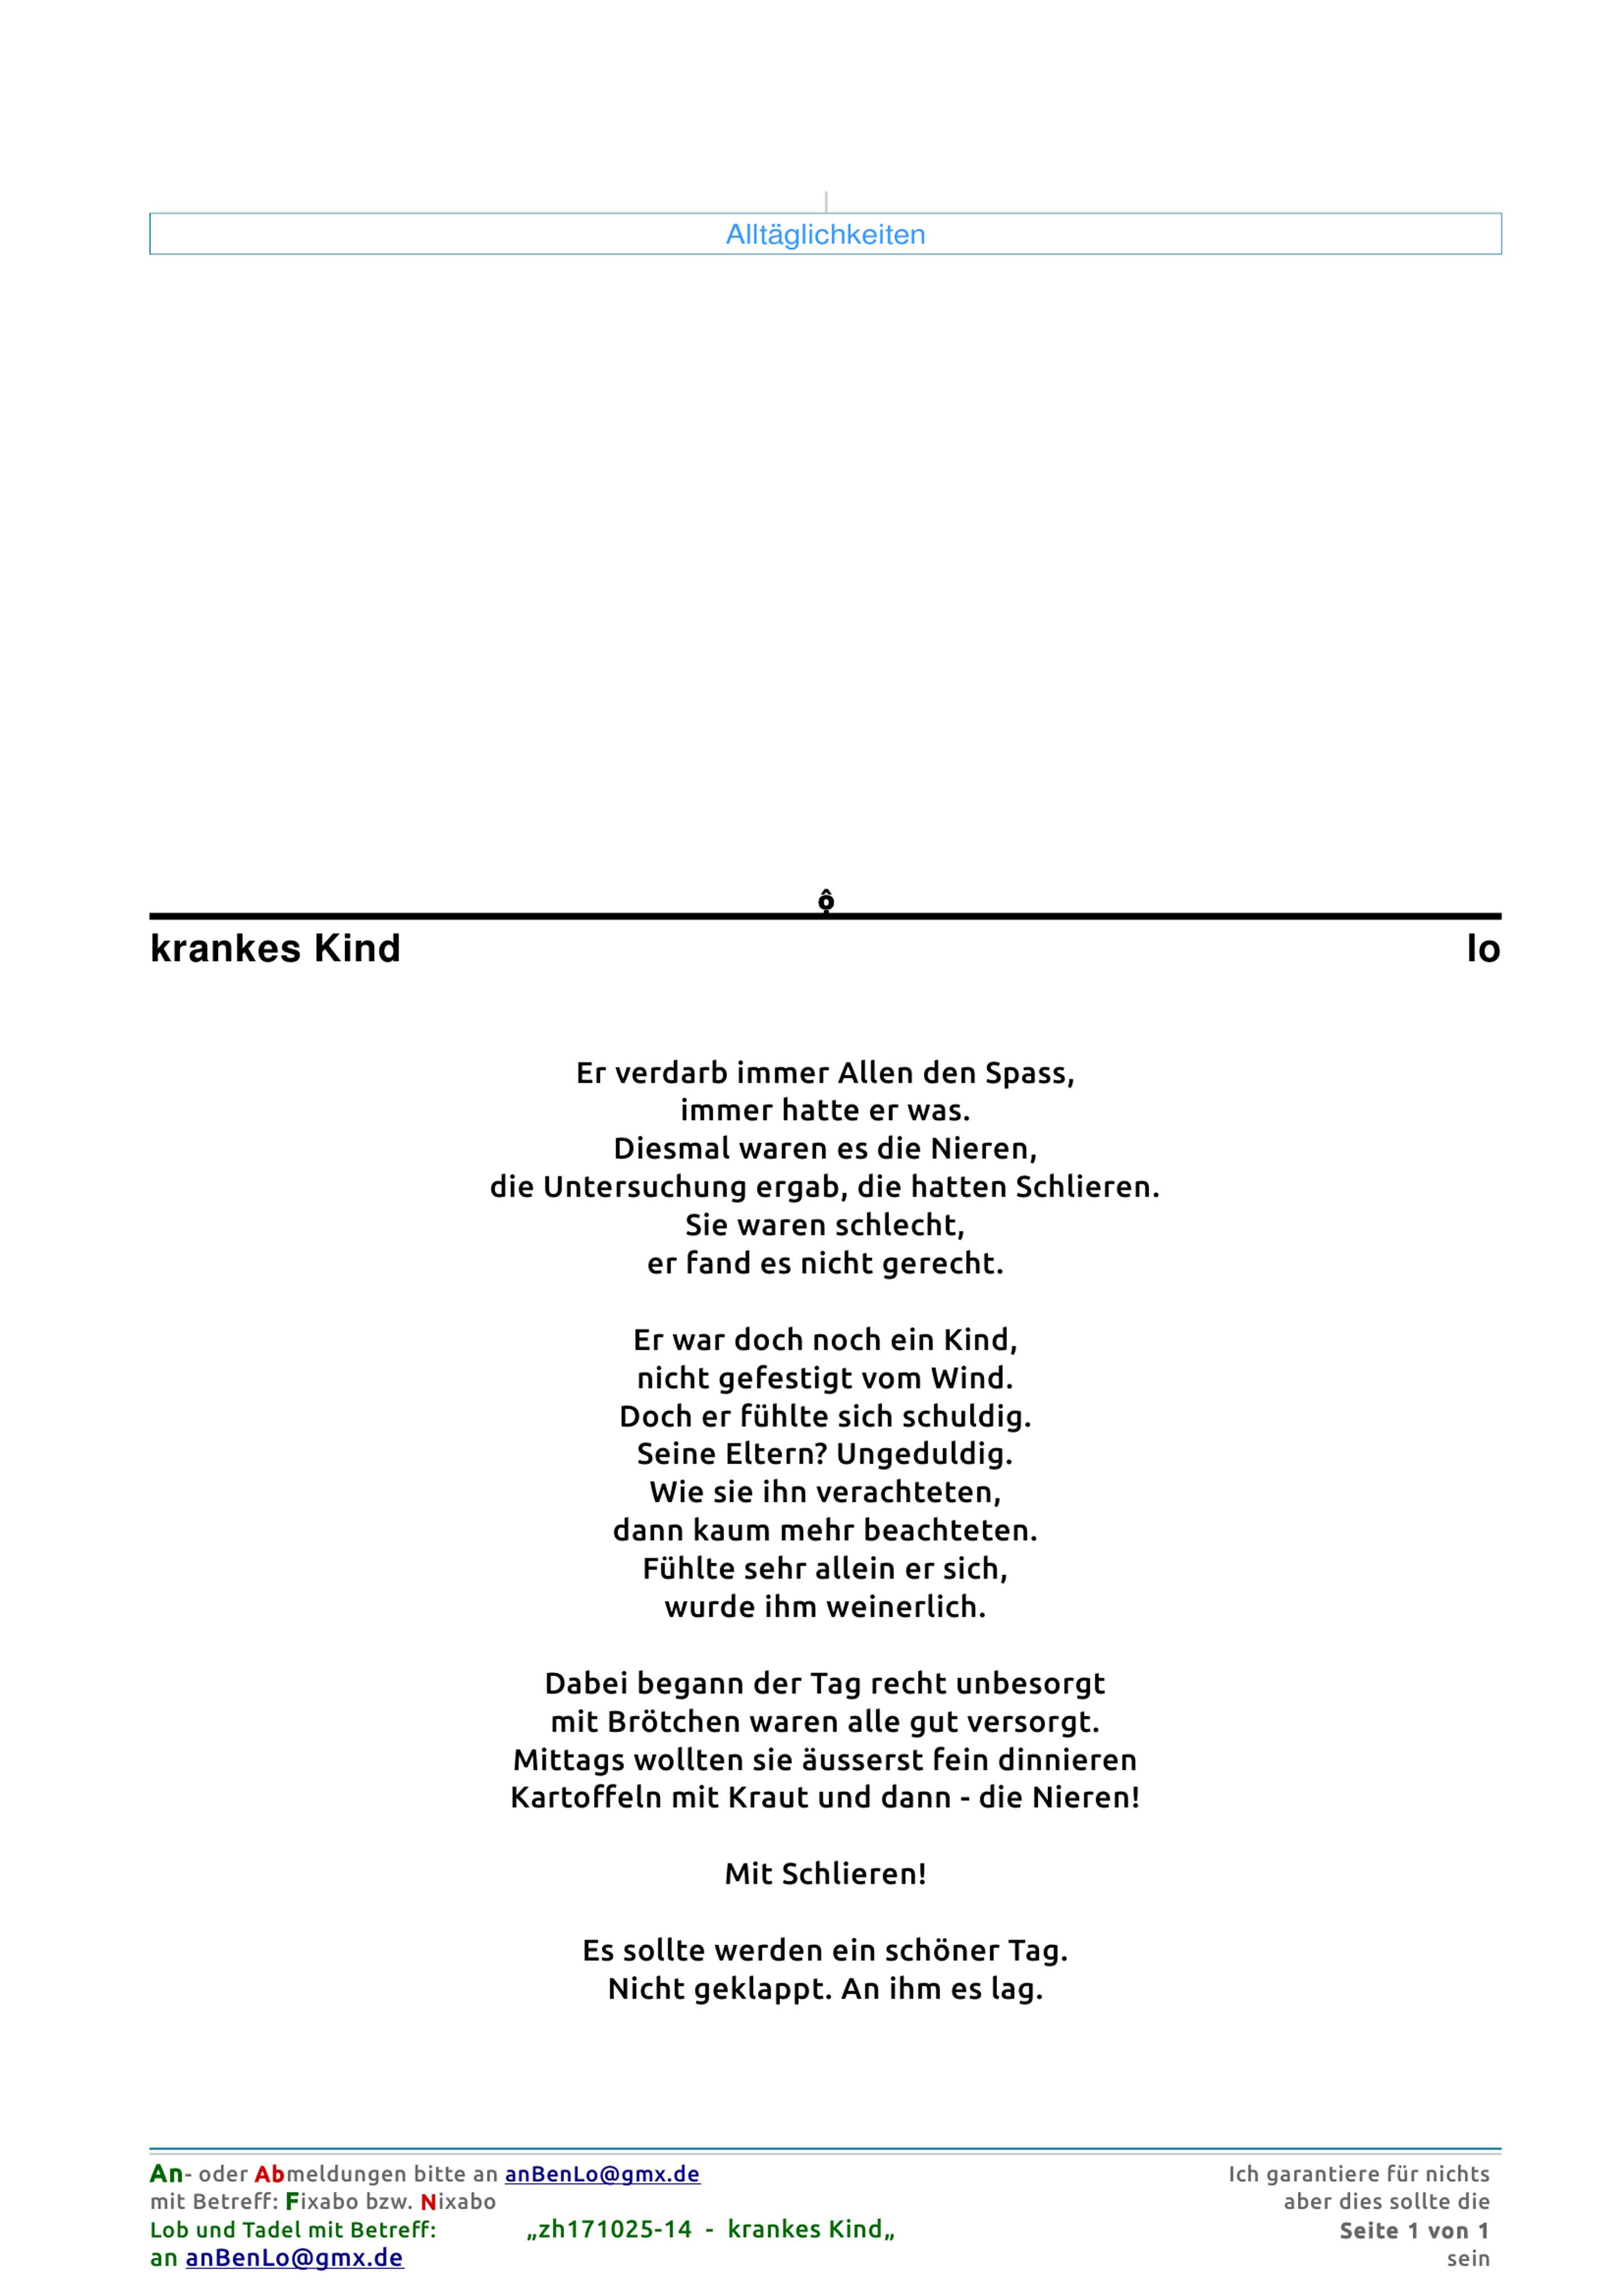 Alltäglichkeiten
ộ
krankes Kind lo
Er verdarb immer Allen den Spass,
immer hatte er was.
Diesmal waren es die Nieren,
die Untersuchung ergab, die hatten Schlieren.
Sie waren schlecht,
er fand es nicht gerecht.
Er war doch noch ein Kind,
nicht gefestigt vom Wind.
Doch er fühlte sich schuldig.
Seine Eltern? Ungeduldig.
Wie sie ihn verachteten,
dann kaum mehr beachteten.
Fühlte sehr allein er sich,
wurde ihm weinerlich.
Dabei begann der Tag recht unbesorgt
mit Brötchen waren alle gut versorgt.
Mittags wollten sie äusserst fein dinnieren
Kartoffeln mit Kraut und dann - die Nieren!
Mit Schlieren!
Es sollte werden ein schöner Tag.
Nicht geklappt. An ihm es lag.
An- oder Abmeldungen bitte an anBenLo@gmx.de
mit Betreff: Fixabo bzw. Nixabo
Lob und Tadel mit Betreff: „zh171025-14 - krankes Kind„
an anBenLo@gmx.de
Ich garantiere für nichts
aber dies sollte die
Seite 1 von 1
sein